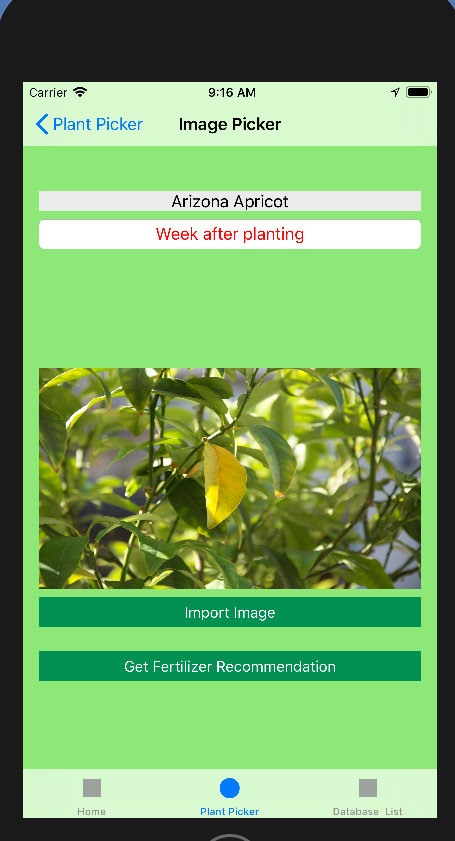 Carrier 9:16 AM
Plant Picker Image Picker
Arizona Apricot
Week after planting
Import Image
Get Fertilizer Recommendation
Home Plant Picker Database List